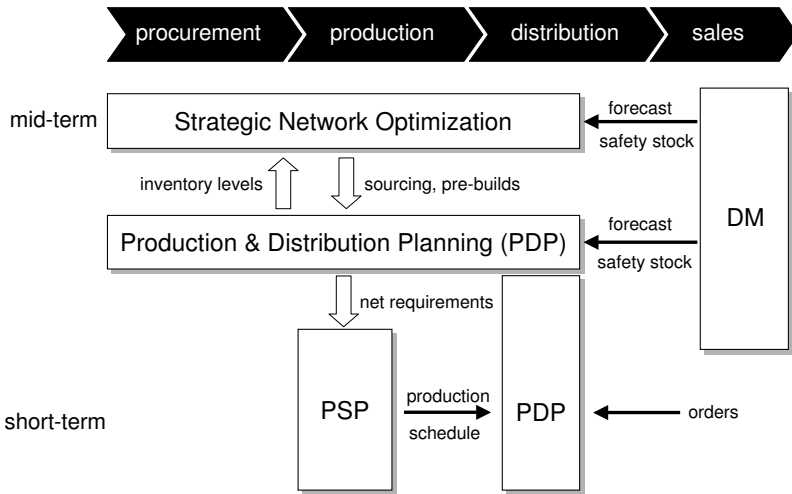 procurement production distribution sales
mid-term
Strategic Network Optimization
forecast
safety stock
inventory levels
sourcing, pre-builds
DM
Production & Distribution Planning (PDP)
forecast
safety stock
net requirements
short-term
PSP
production
schedule
PDP
orders